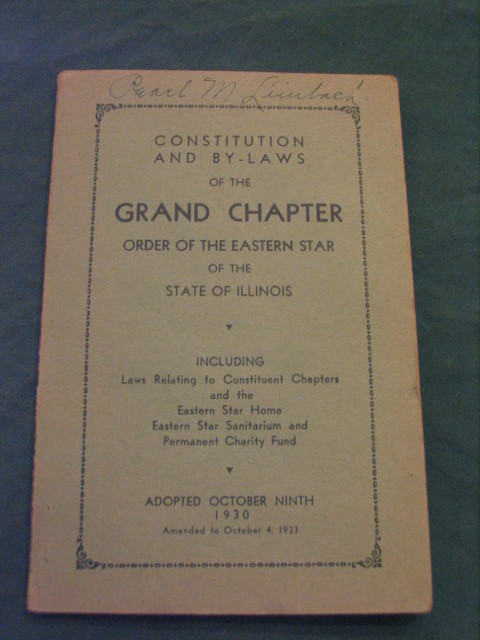 Pearl M Limbach
CONSTITUTION
AND BY-LAWS
OF THE
GRAND CHAPTER
ORDER OF THE EASTERN STAR
OF THE
STATE OF ILLINOIS
INCLUDING
Laws Relating to Constituent Chapters
and the
Eastern Star Home
Eastern Star Sanitarium and
Permanent Charity Fund
ADOPTED OCTOBER NINTH
1930
Amended to October 4, 1933